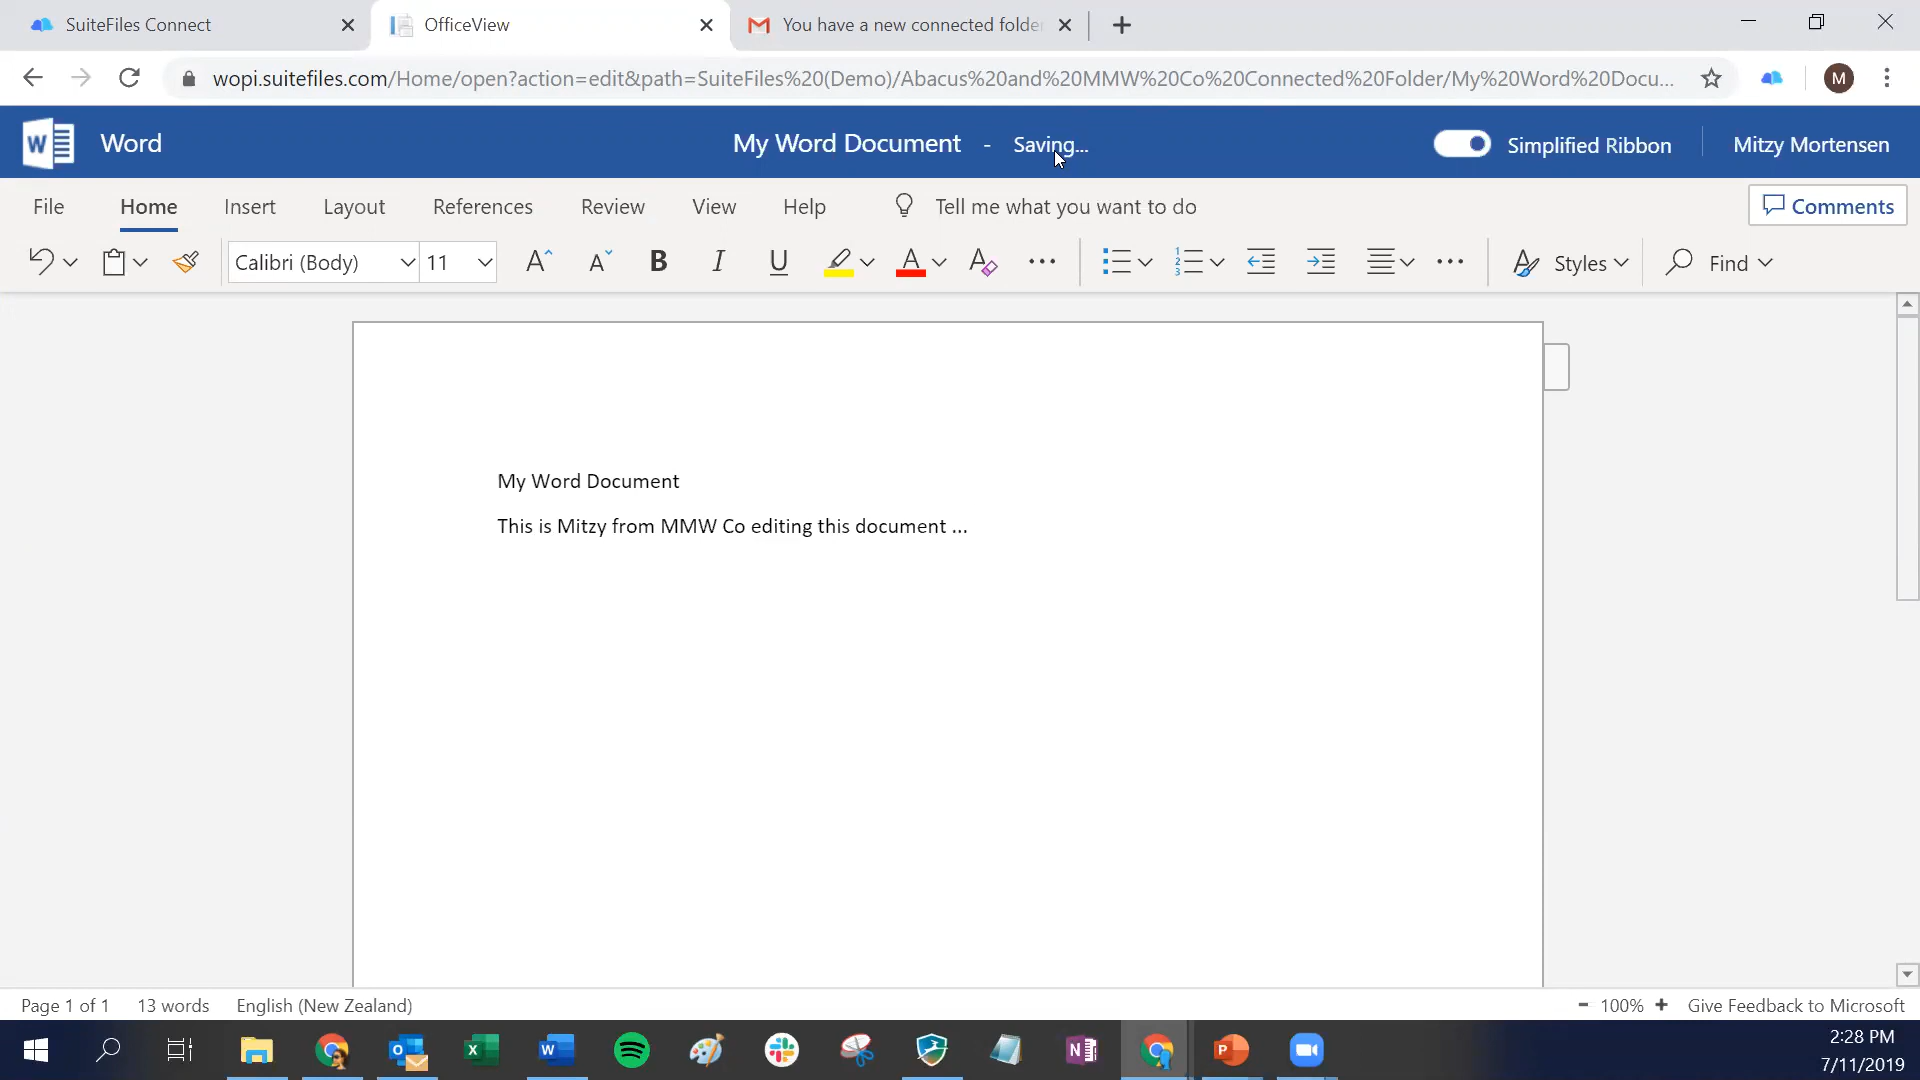 SuiteFiles Connect
OfficeView
You have a new connected folde
wopi.suitefiles.com/Home/open?action=edit&path=SuiteFiles%20(Demo)/Abacus%20and%20MMW%20Co%20Connected%20Folder/My%20Word%20Docu...
M
Word
My Word Document - Saving...
Simplified Ribbon
Mitzy Mortensen
File Home Insert Layout References Review View Help Tell me what you want to do
Comments
Calibri (Body) 11 Styles Find
My Word Document
This is Mitzy from MMW Co editing this document ...
Page 1 of 1 13 words English (New Zealand) - 100% + Give Feedback to Microsoft
2:28 PM
7/11/2019